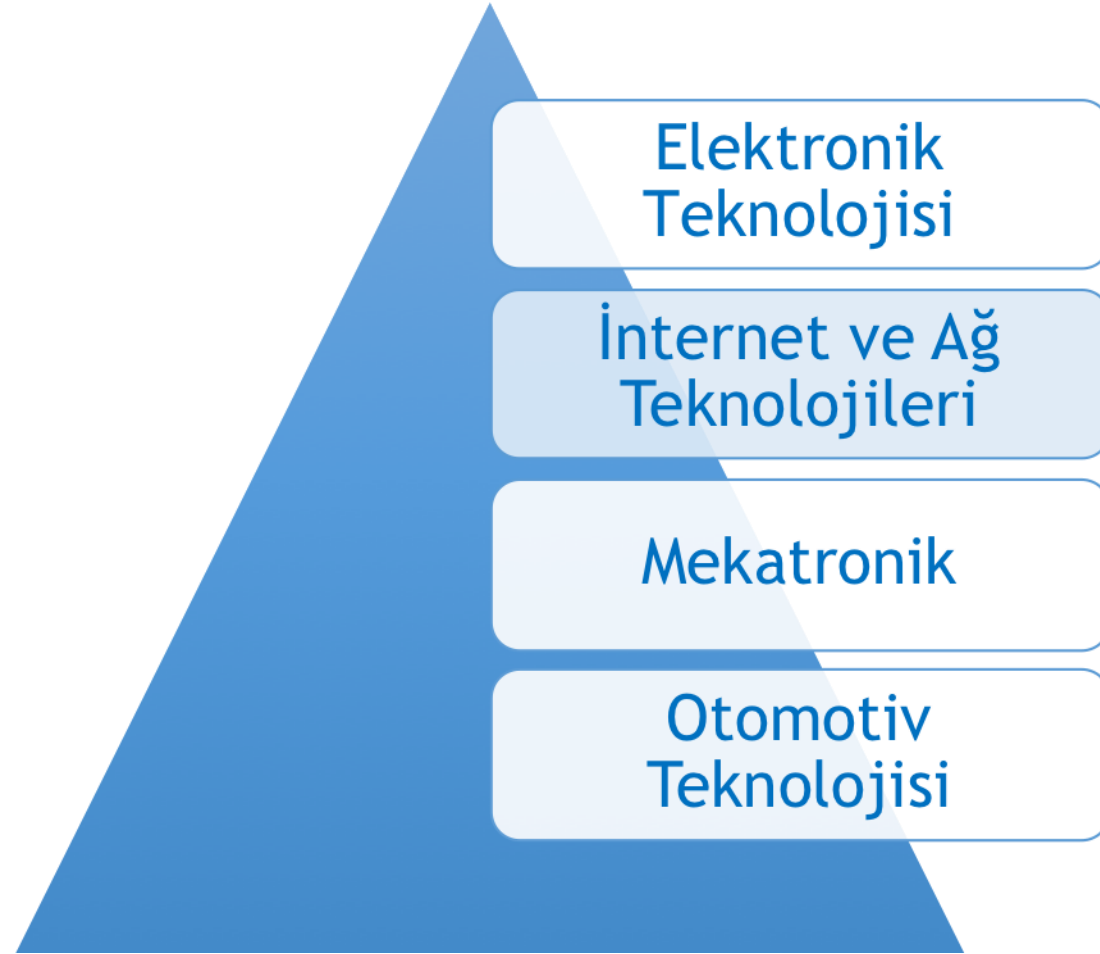 Elektronik
Teknolojisi
İnternet ve Ağ
Teknolojileri
Mekatronik
Otomotiv
Teknolojisi